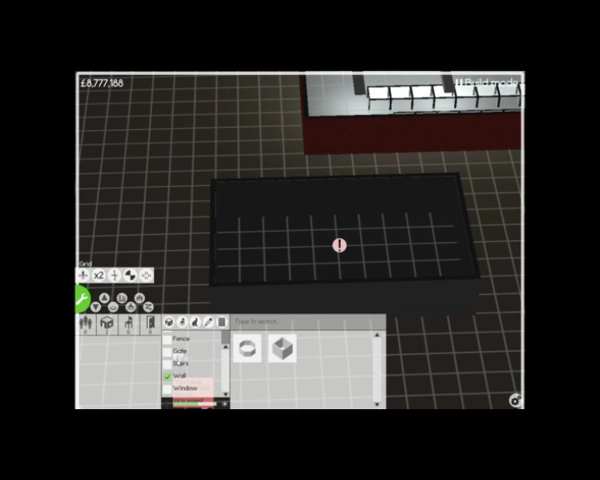 £8,777,188
Build mode
Grid
x2
Type to search...
Fence
Gate
Stairs
Wall
Window